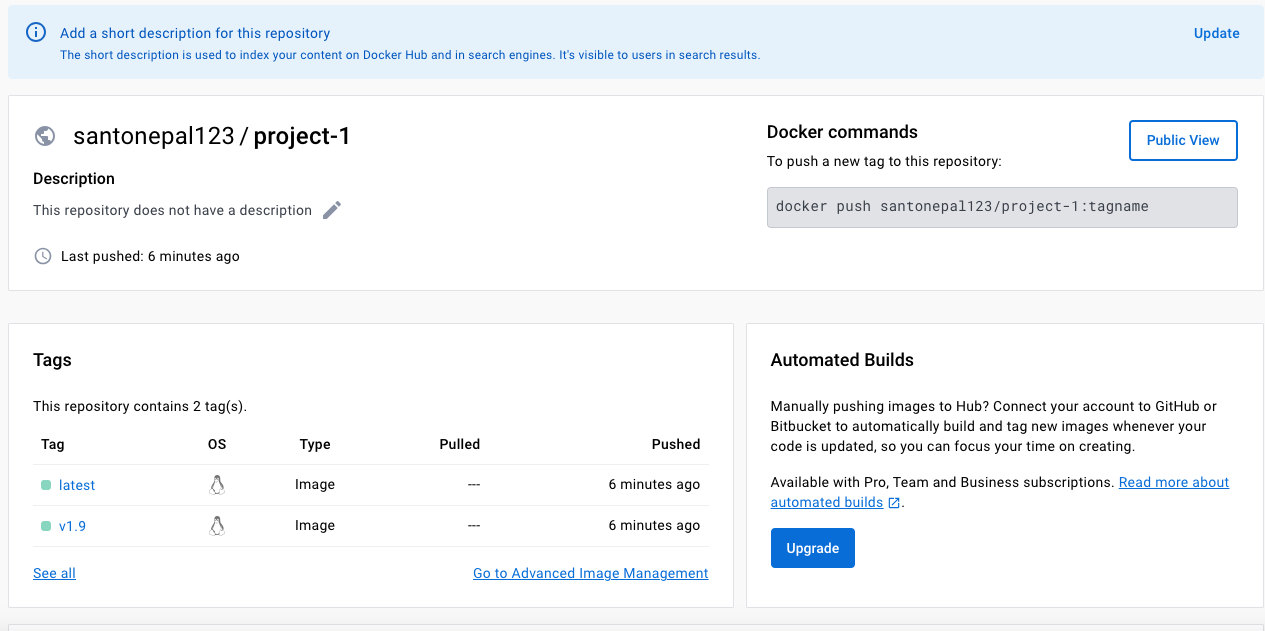 Add a short description for this repository
Update
The short description is used to index your content on Docker Hub and in search engines. It's visible to users in search results.
santonepal123 / project-1
Description
This repository does not have a description
Last pushed: 6 minutes ago
Docker commands
Public View
To push a new tag to this repository:
docker push santonepal123/project-1:tagname
Tags
This repository contains 2 tag(s).
Tag OS Type Pulled Pushed
latest Image --- 6 minutes ago
v1.9 Image --- 6 minutes ago
See all Go to Advanced Image Management
Automated Builds
Manually pushing images to Hub? Connect your account to GitHub or
Bitbucket to automatically build and tag new images whenever your
code is updated, so you can focus your time on creating.
Available with Pro, Team and Business subscriptions. Read more about
automated builds .
Upgrade